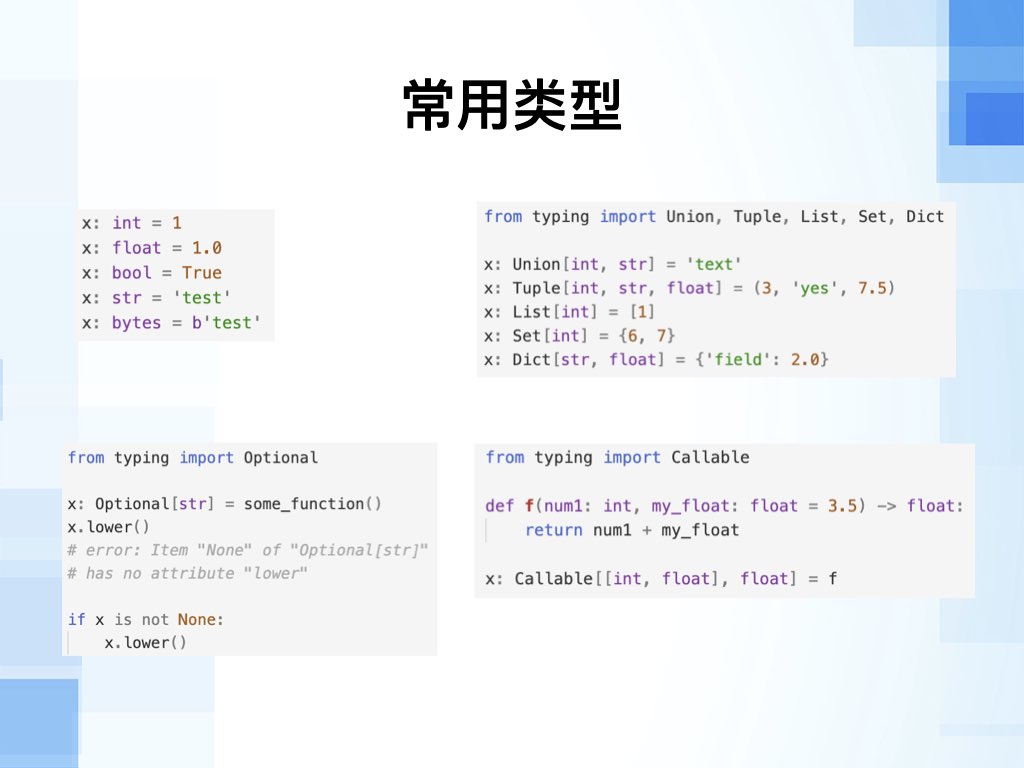 常用类型
x: int = 1
x: float = 1.0
x: bool = True
x: str = 'test'
x: bytes = b'test'
from typing import Union, Tuple, List, Set, Dict
x: Union[int, str] = 'text'
x: Tuple[int, str, float] = (3, 'yes', 7.5)
x: List[int] = [1]
x: Set[int] = {6, 7}
x: Dict[str, float] = {'field': 2.0}
from typing import Optional
x: Optional[str] = some_function()
x.lower()
# error: Item "None" of "Optional[str]"
# has no attribute "lower"
if x is not None:
    x.lower()
from typing import Callable
def f(num1: int, my_float: float = 3.5) -> float:
    return num1 + my_float
x: Callable[[int, float], float] = f